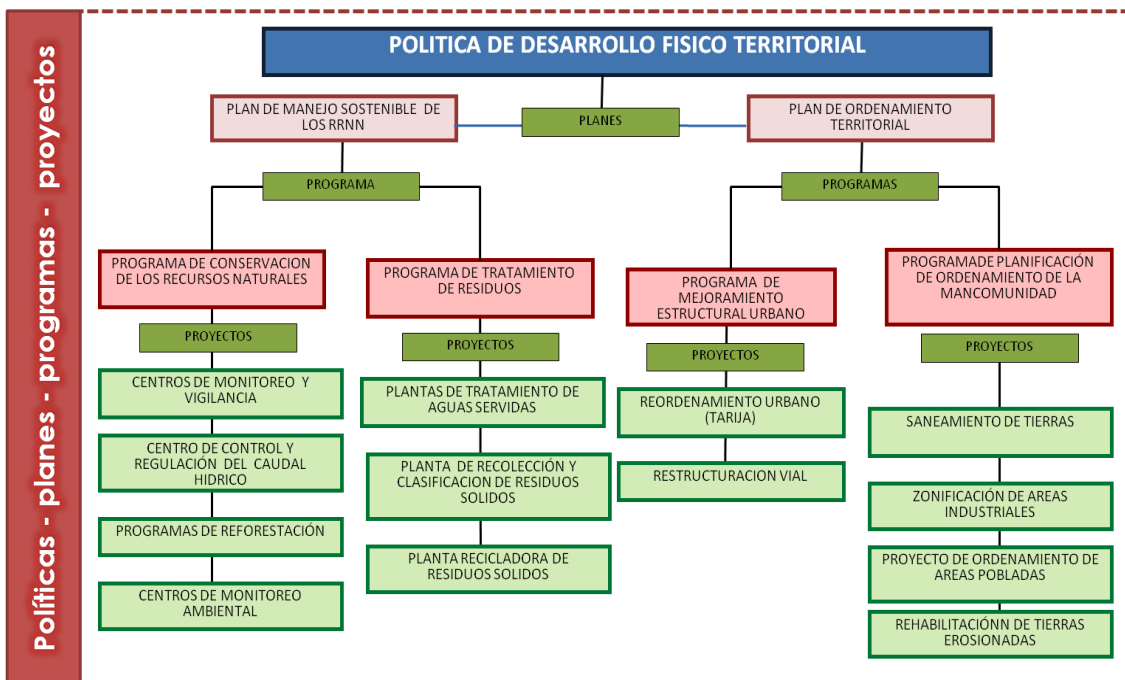 Políticas - planes - programas - proyectos
POLITICA DE DESARROLLO FISICO TERRITORIAL
PLAN DE MANEJO SOSTENIBLE DE
LOS RRNN
PLANES
PLAN DE ORDENAMIENTO
TERRITORIAL
PROGRAMA
PROGRAMAS
PROGRAMA DE CONSERVACION
DE LOS RECURSOS NATURALES
PROYECTOS
CENTROS DE MONITOREO Y
VIGILANCIA
CENTRO DE CONTROL Y
REGULACIÓN DEL CAUDAL
HIDRICO
PROGRAMAS DE REFORESTACIÓN
CENTROS DE MONITOREO
AMBIENTAL
PROGRAMA DE TRATAMIENTO
DE RESIDUOS
PROYECTOS
PLANTAS DE TRATAMIENTO DE
AGUAS SERVIDAS
PLANTA DE RECOLECCIÓN Y
CLASIFICACION DE RESIDUOS
SOLIDOS
PLANTA RECICLADORA DE
RESIDUOS SOLIDOS
PROGRAMA DE
MEJORAMIENTO
ESTRUCTURAL URBANO
PROYECTOS
REORDENAMIENTO URBANO
(TARIJA)
RESTRUCTURACION VIAL
PROGRAMADE PLANIFICACIÓN
DE ORDENAMIENTO DE LA
MANCOMUNIDAD
PROYECTOS
SANEAMIENTO DE TIERRAS
ZONIFICACIÓN DE AREAS
INDUSTRIALES
PROYECTO DE ORDENAMIENTO DE
AREAS POBLADAS
REHABILITACIÓNN DE TIERRAS
EROSIONADAS